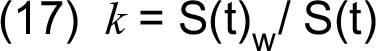 (17) k = S(t)w/ S(t)